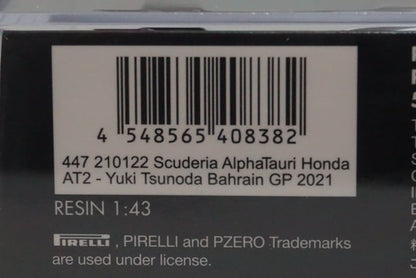 4 548565 408382
447 210122 Scuderia AlphaTauri Honda
AT2 - Yuki Tsunoda Bahrain GP 2021
RESIN 1:43
PIRELLI , PIRELLI and PZERO Trademarks
are used under license.